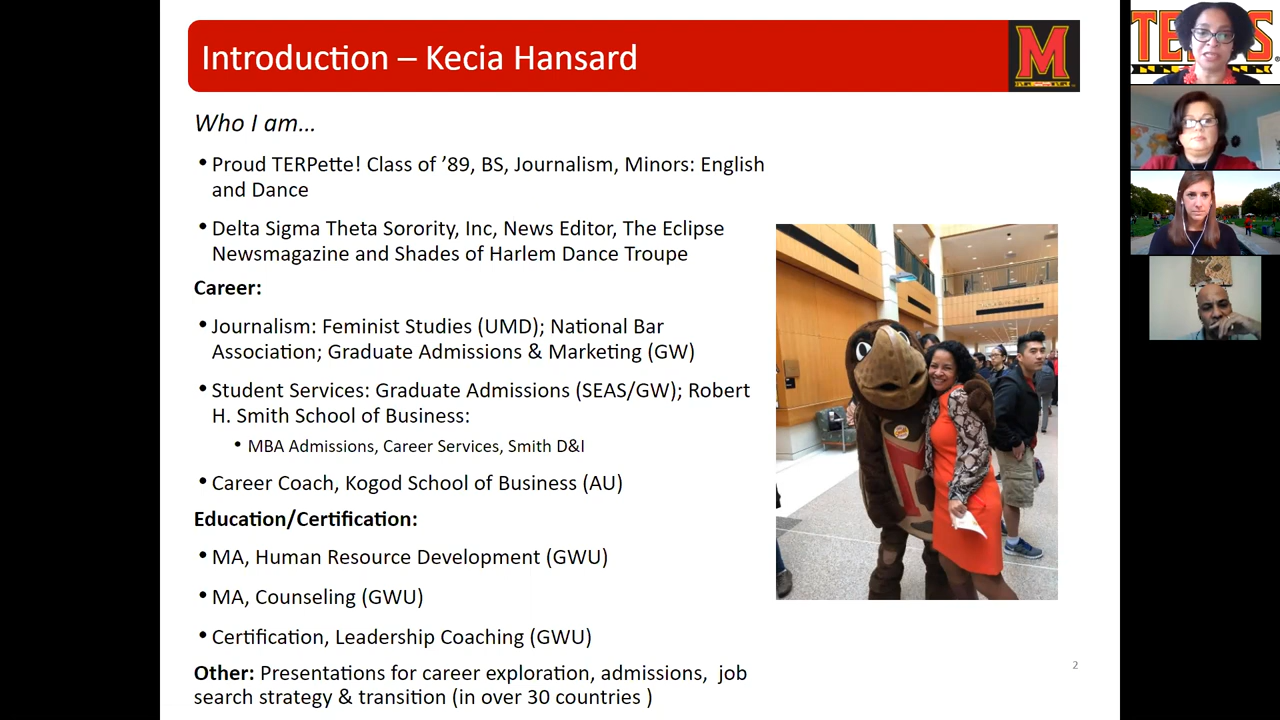 Introduction – Kecia Hansard
M
Who I am...
• Proud TERPette! Class of ’89, BS, Journalism, Minors: English
and Dance
• Delta Sigma Theta Sorority, Inc, News Editor, The Eclipse
Newsmagazine and Shades of Harlem Dance Troupe
Career:
• Journalism: Feminist Studies (UMD); National Bar
Association; Graduate Admissions & Marketing (GW)
• Student Services: Graduate Admissions (SEAS/GW); Robert
H. Smith School of Business:
• MBA Admissions, Career Services, Smith D&I
• Career Coach, Kogod School of Business (AU)
Education/Certification:
• MA, Human Resource Development (GWU)
• MA, Counseling (GWU)
• Certification, Leadership Coaching (GWU)
Other: Presentations for career exploration, admissions,  job
search strategy & transition (in over 30 countries )
2